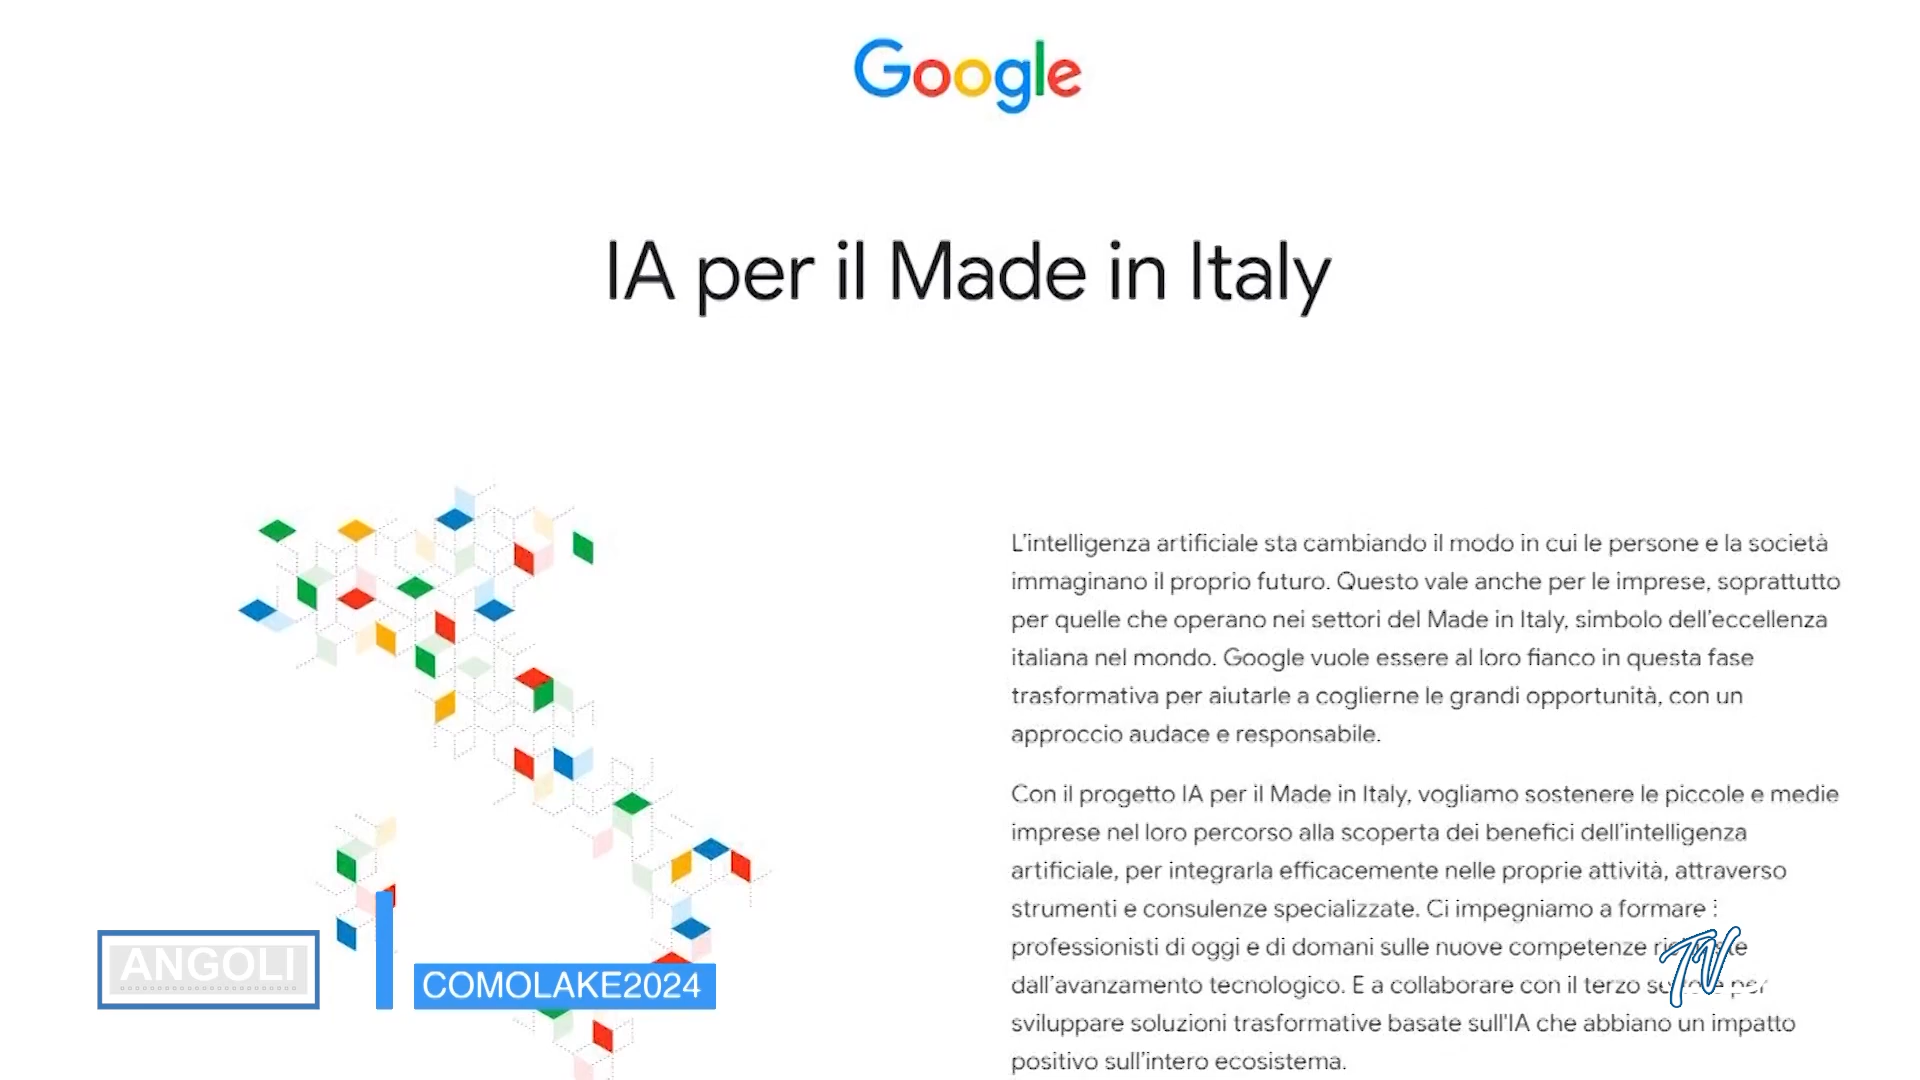 Google
IA per il Made in Italy
L'intelligenza artificiale sta cambiando il modo in cui le persone e la società
immaginano il proprio futuro. Questo vale anche per le imprese, soprattutto
per quelle che operano nei settori del Made in Italy, simbolo dell'eccellenza
italiana nel mondo. Google vuole essere al loro fianco in questa fase
trasformativa per aiutarle a coglierne le grandi opportunità, con un
approccio audace e responsabile.
Con il progetto IA per il Made in Italy, vogliamo sostenere le piccole e medie
imprese nel loro percorso alla scoperta dei benefici dell'intelligenza
artificiale, per integrarla efficacemente nelle proprie attività, attraverso
strumenti e consulenze specializzate. Ci impegniamo a formare
professionisti di oggi e di domani sulle nuove competenze
dall'avanzamento tecnologico. E a collaborare con il terzo per
sviluppare soluzioni trasformative basate sull'IA che abbiano un impatto
positivo sull'intero ecosistema.
ANGOLI
COMOLAKE2024
TV